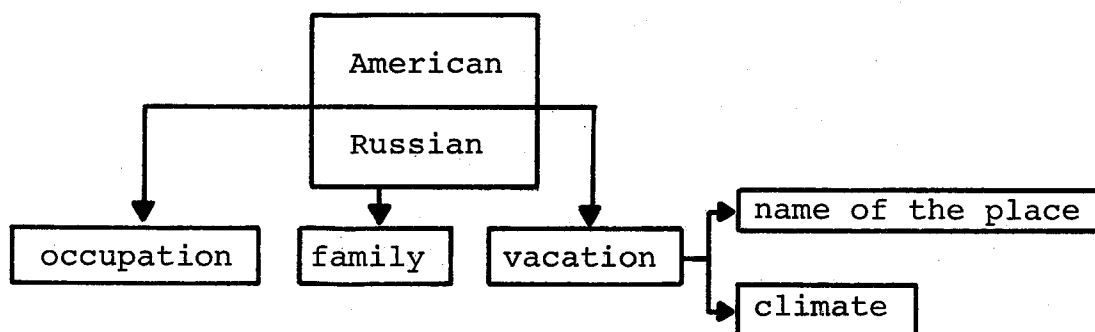 American
Russian
occupation
family
vacation
name of the place
climate